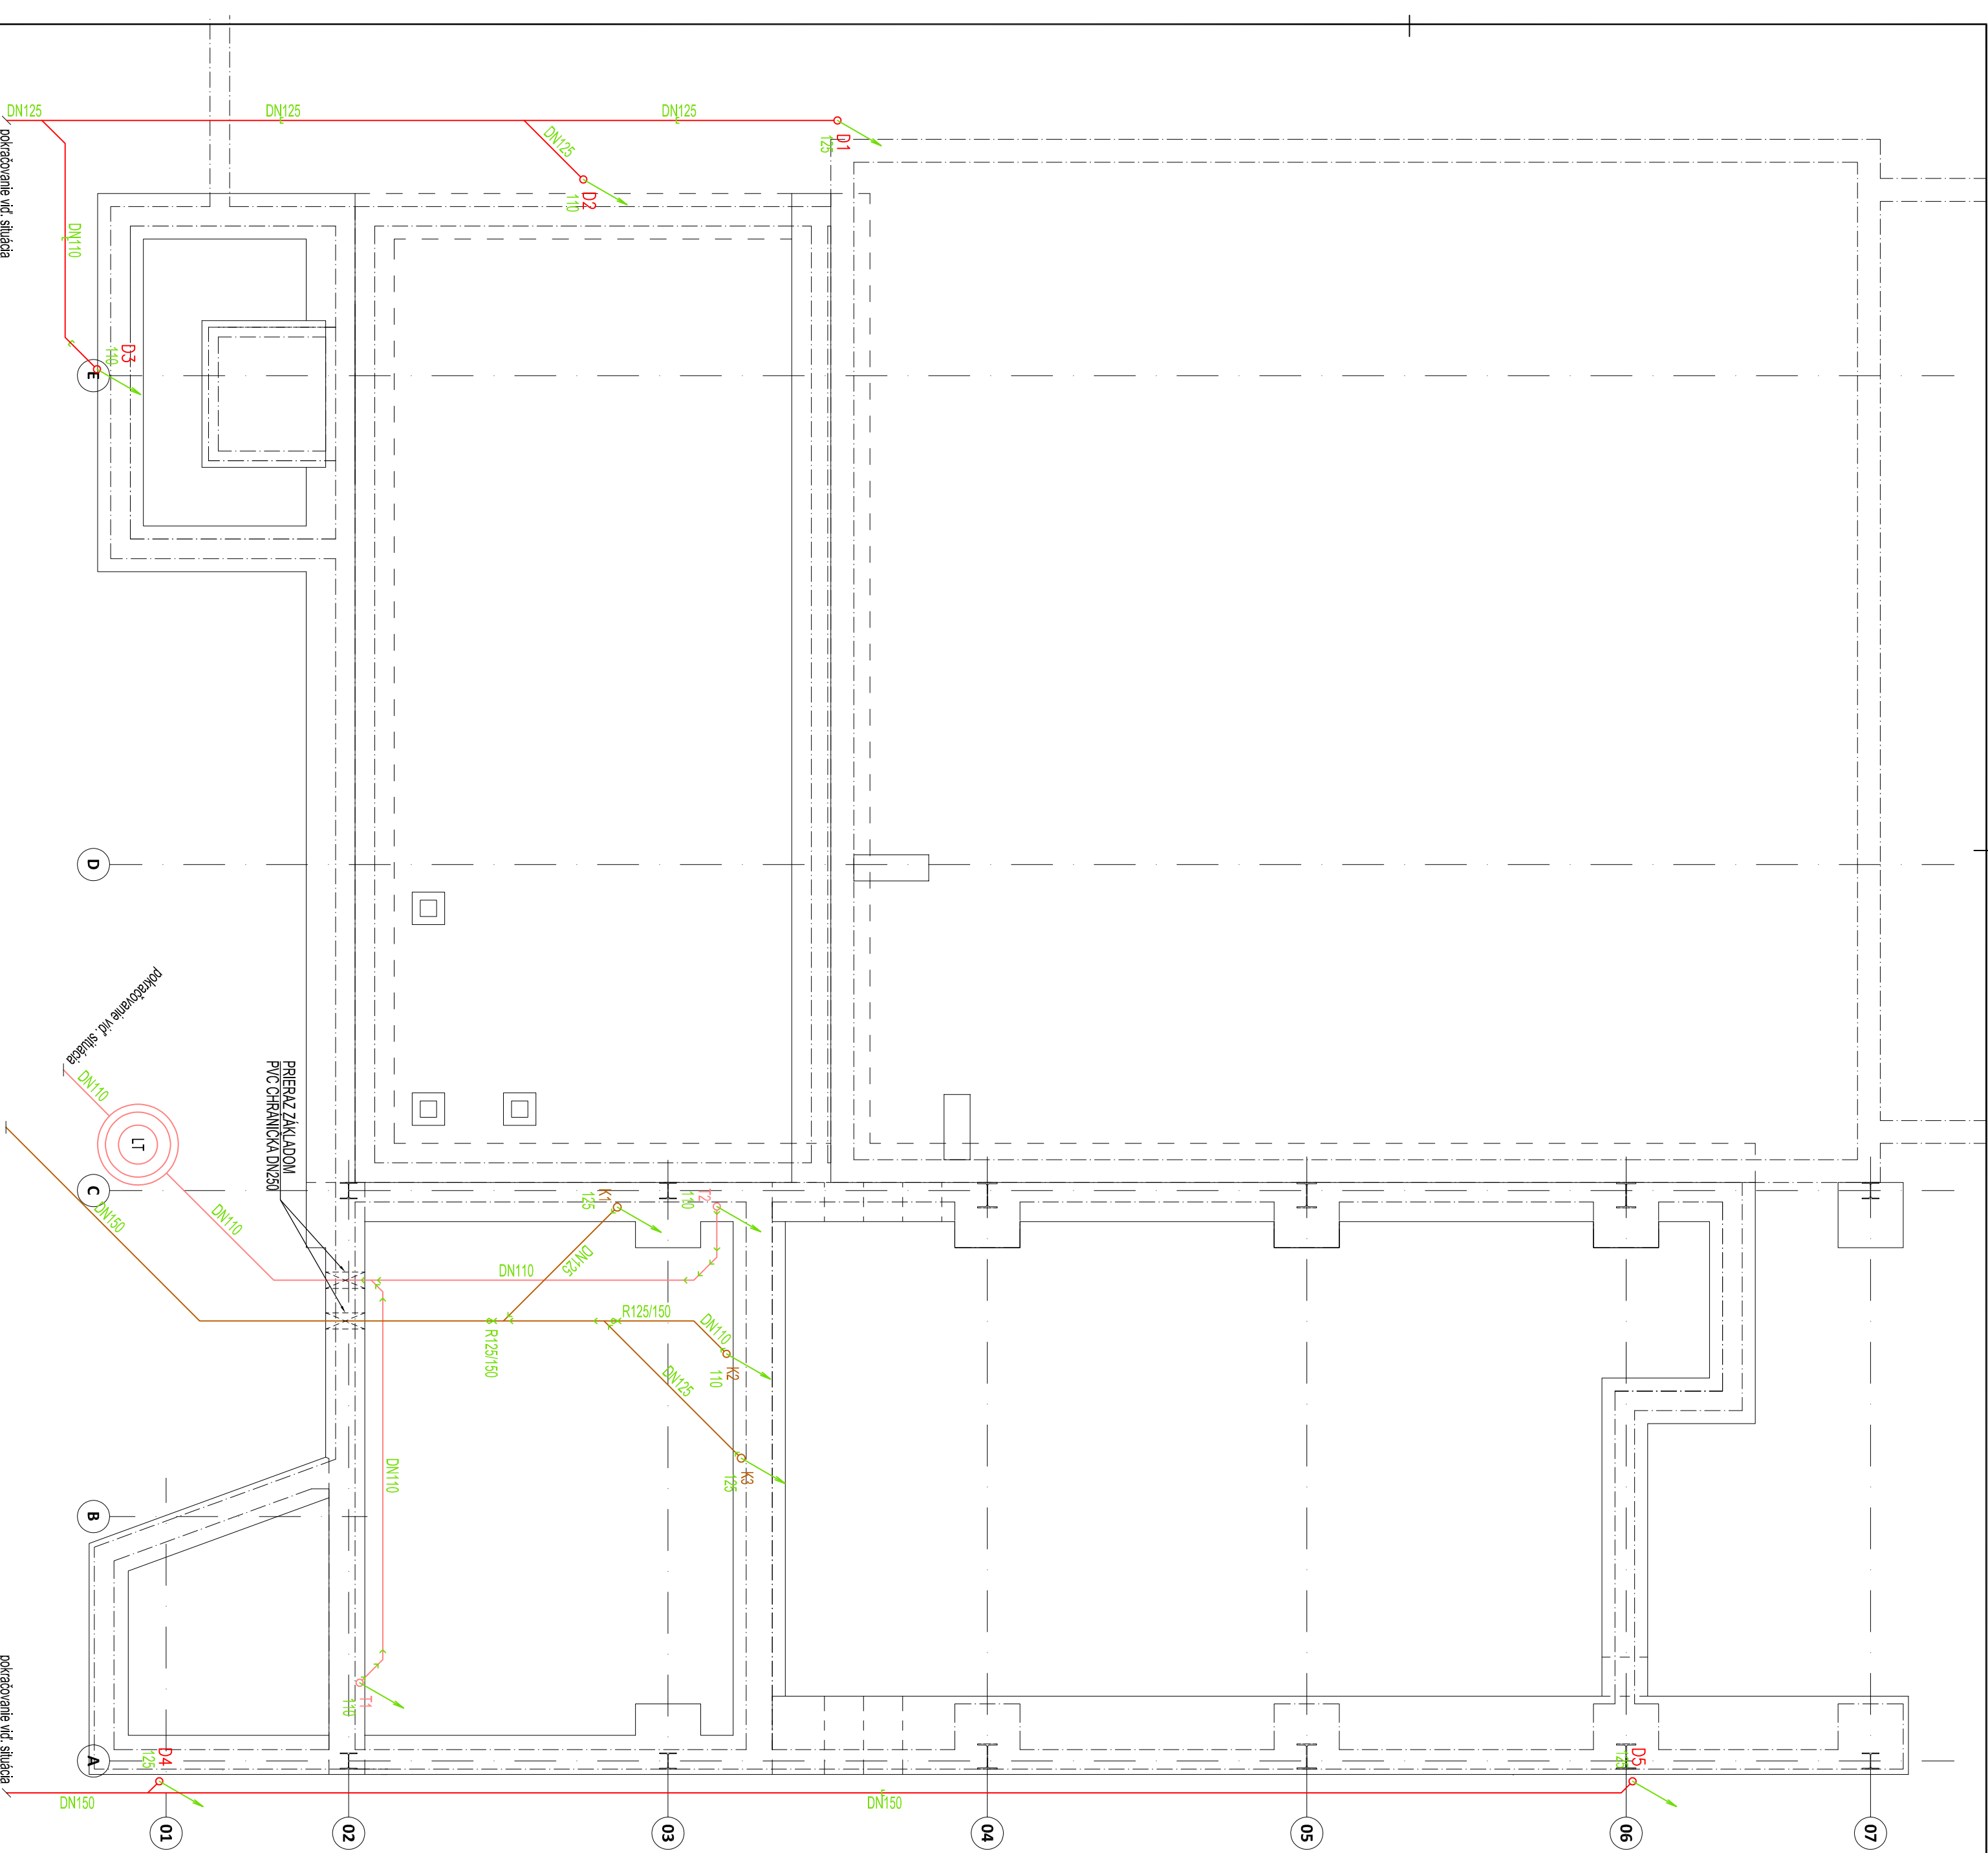 DN125
DN125
DN125
D1
125
DN125
D2
110
pokračovanie viď. situácia
DN110
D3
110
E
D
pokračovanie viď. situácia
DN110
LT
PRIERAZ ZÁKLADOM
PVC CHRÁNIČKA DN250
C
DN150
DN110
K1
125
T2
110
DN125
DN110
R125/150
R125/150
DN110
K2
110
DN125
K3
125
DN110
B
T1
110
pokračovanie viď. situácia
A
D4
125
D5
125
DN150
DN150
01
02
03
04
05
06
07